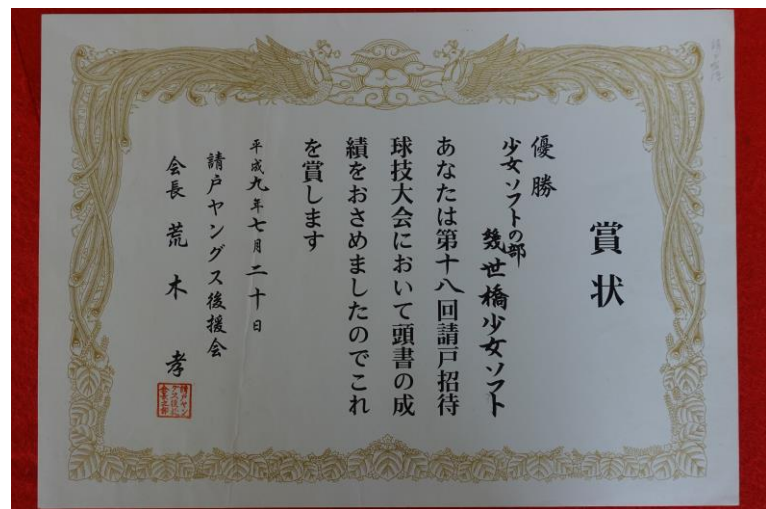 賞状
優勝
少女ソフトの部
幾世橋少女ソフト
あなたは第十八回請戸招待
球技大会において頭書の成
績をおさめましたのでこれ
を賞します
平成九年七月二十日
請戸ヤングス後援会
会長 荒木 孝